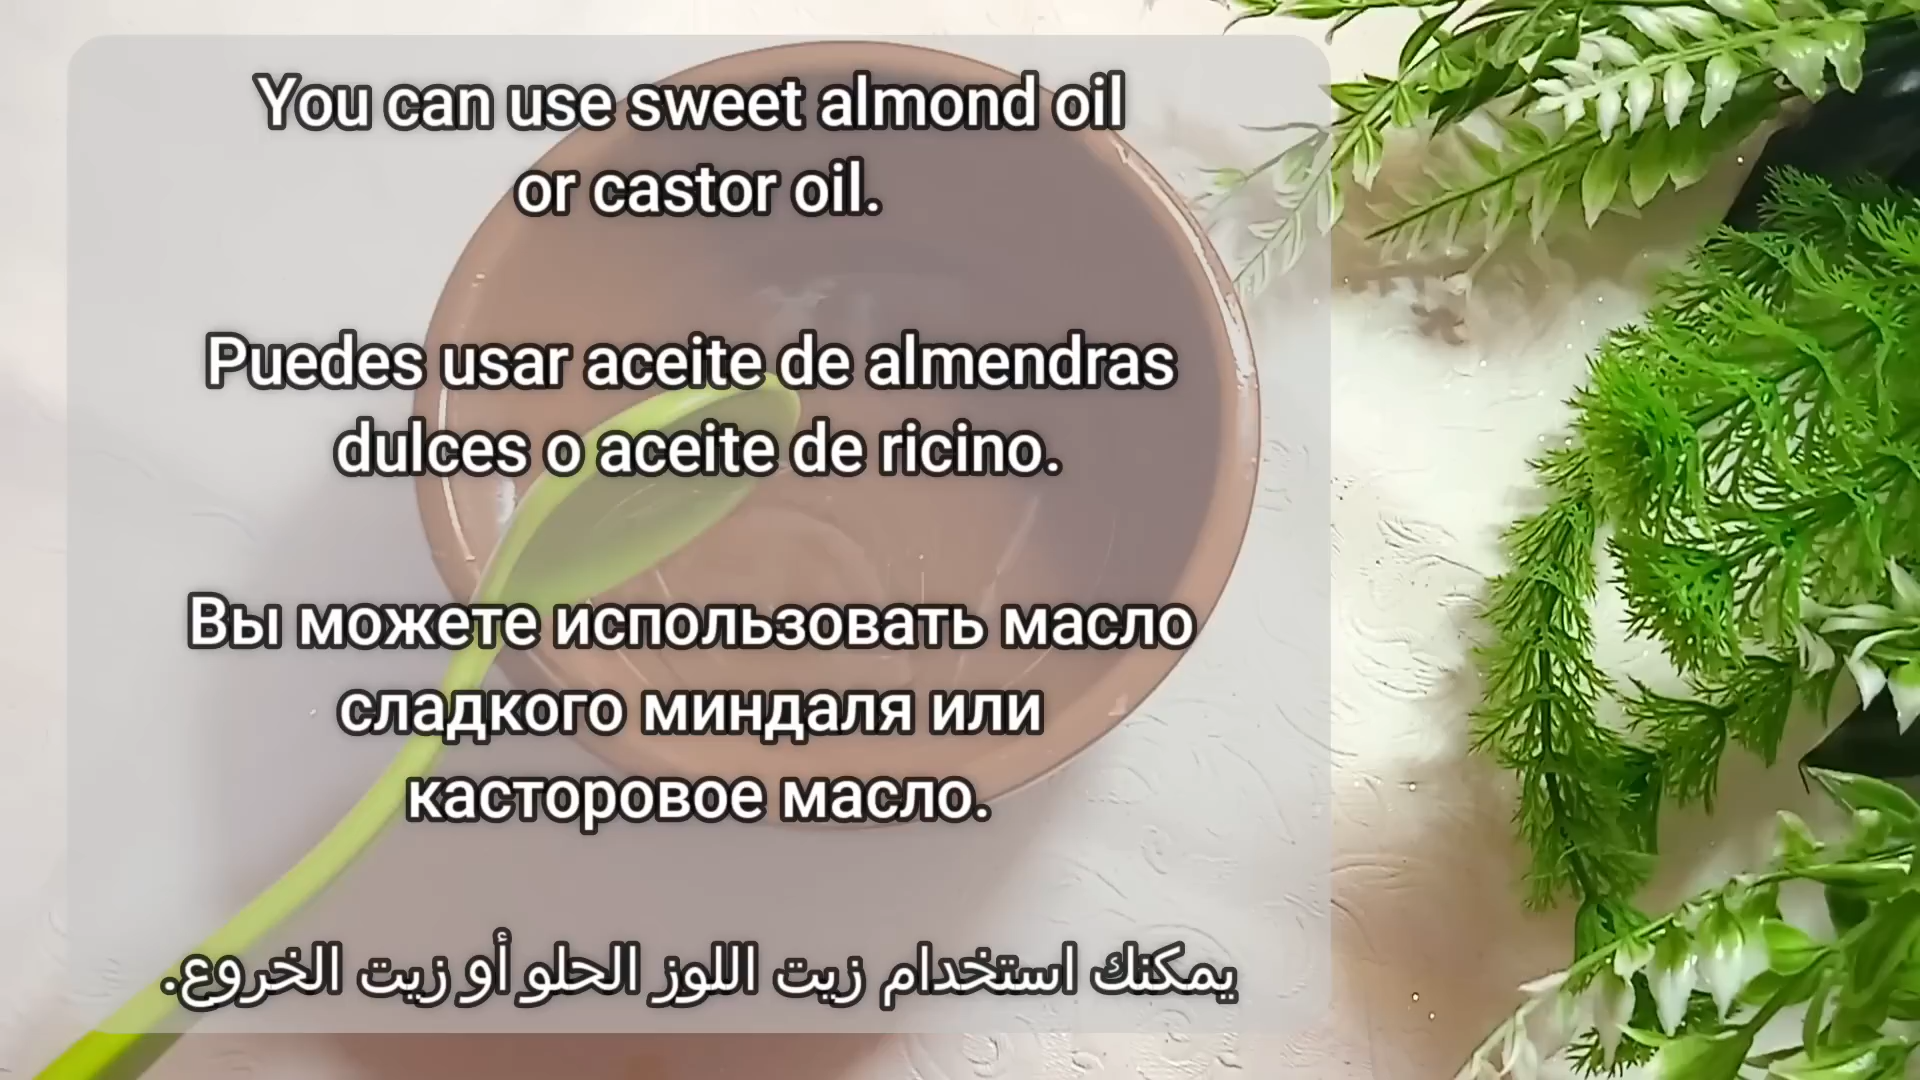 You can use sweet almond oil
or castor oil.
Puedes usar aceite de almendras
dulces o aceite de ricino.
Вы можете использовать масло
сладкого миндаля или
касторовое масло.
يمكنك استخدام زيت اللوز الحلو أو زيت الخروع.